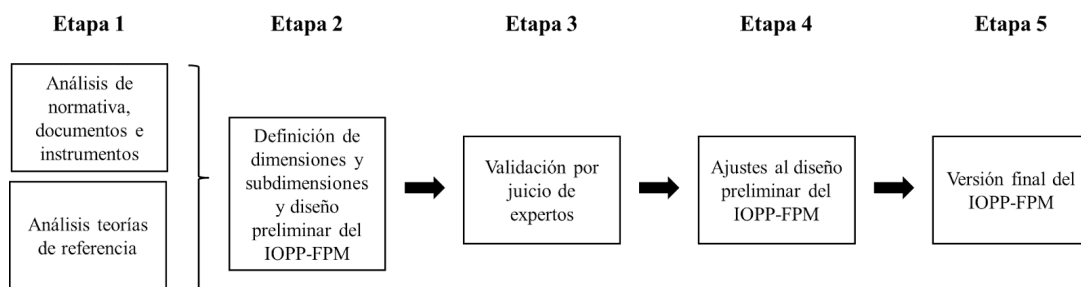 Etapa 1
Etapa 2
Etapa 3
Etapa 4
Etapa 5
Análisis de
normativa,
documentos e
instrumentos
Análisis teorías
de referencia
Definición de
dimensiones y
subdimensiones
y diseño
preliminar del
IOPP-FPM
Validación por
juicio de
expertos
Ajustes al diseño
preliminar del
IOPP-FPM
Versión final del
IOPP-FPM